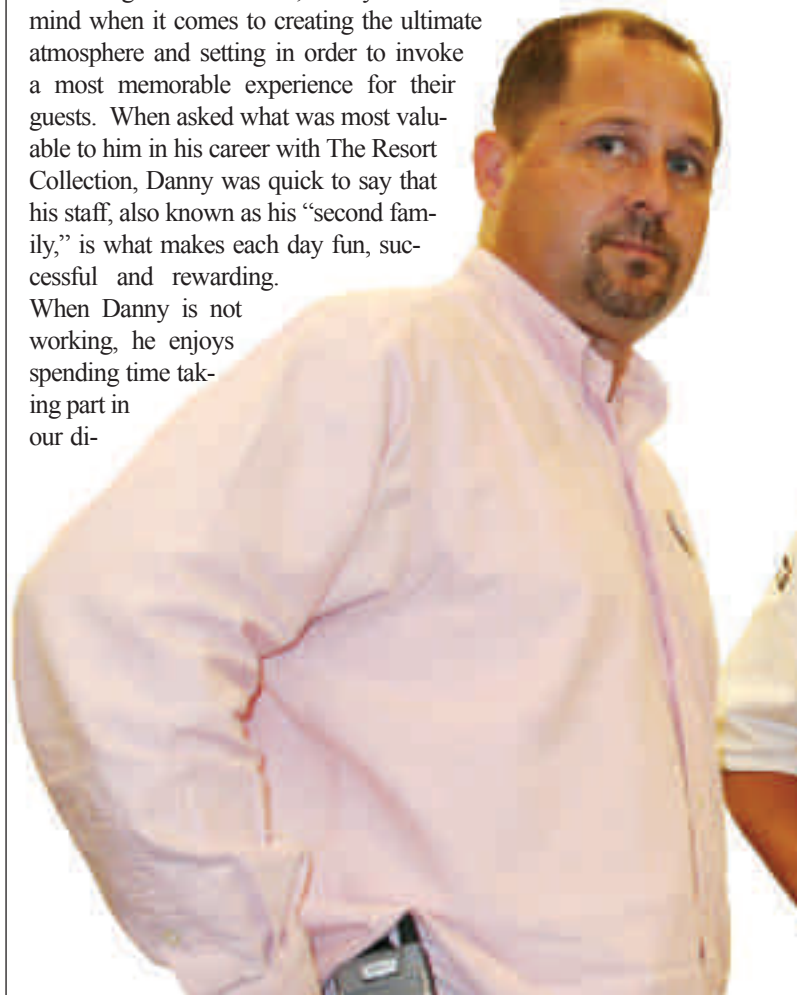 mind when it comes to creating the ultimate
atmosphere and setting in order to invoke
a most memorable experience for their
guests. When asked what was most valu-
able to him in his career with The Resort
Collection, Danny was quick to say that
his staff, also known as his “second fam-
ily,” is what makes each day fun, suc-
cessful and rewarding.
When Danny is not
working, he enjoys
spending time tak-
ing part in
our di-